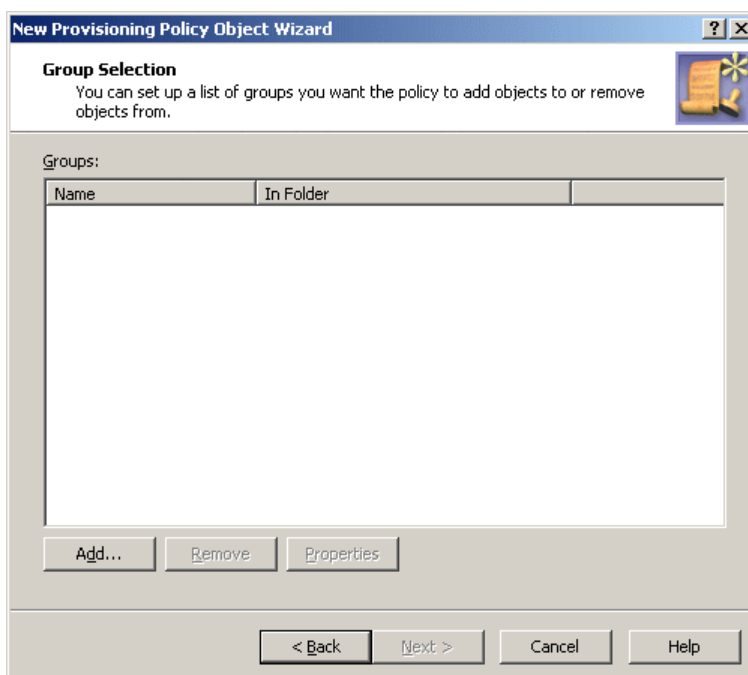 New Provisioning Policy Object Wizard
Group Selection
You can set up a list of groups you want the policy to add objects to or remove
objects from.
Groups:
Name In Folder
Add... Remove Properties
< Back Next > Cancel Help